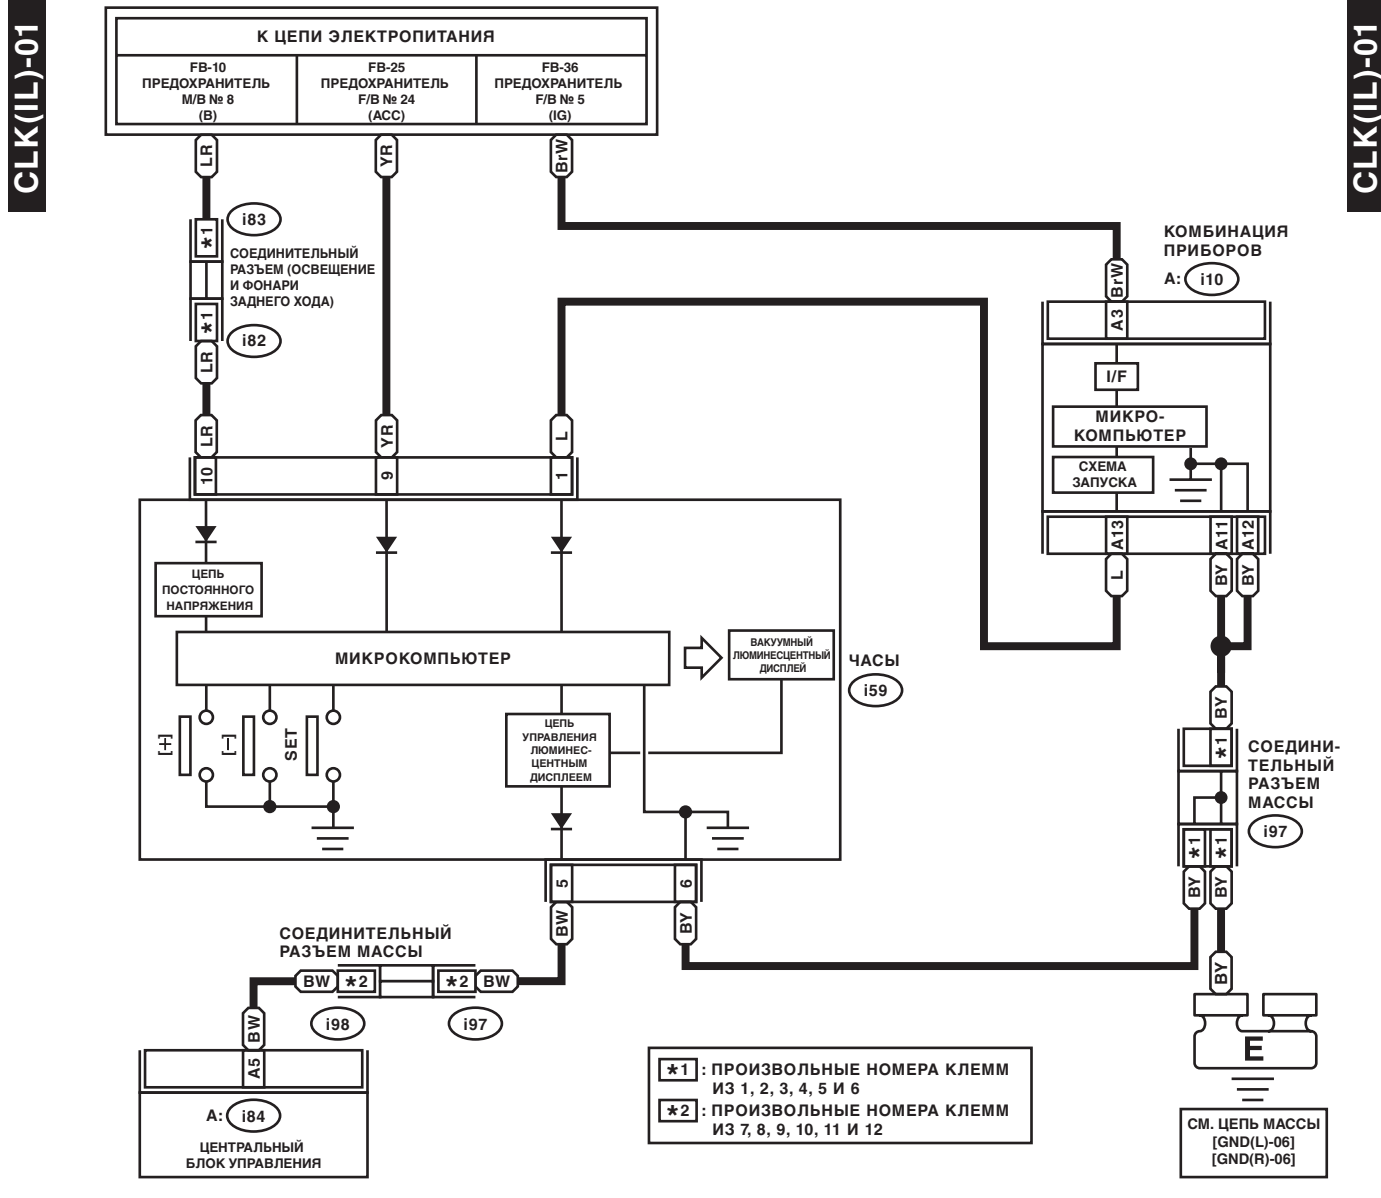 CLK(IL)-01
CLK(IL)-01
К ЦЕПИ ЭЛЕКТРОПИТАНИЯ
FB-10
ПРЕДОХРАНИТЕЛЬ
M/B № 8
(B)
FB-25
ПРЕДОХРАНИТЕЛЬ
F/B № 24
(ACC)
FB-36
ПРЕДОХРАНИТЕЛЬ
F/B № 5
(IG)
LR
YR
BrW
*1
i83
СОЕДИНИТЕЛЬНЫЙ
РАЗЪЕМ (ОСВЕЩЕНИЕ
И ФОНАРИ
ЗАДНЕГО ХОДА)
*1
i82
LR
LR
YR
L
10
9
1
КОМБИНАЦИЯ
ПРИБОРОВ
A: i10
BrW
A3
I/F
МИКРО-
КОМПЬЮТЕР
СХЕМА
ЗАПУСКА
A13
A11
A12
L
BY
BY
ЦЕПЬ
ПОСТОЯННОГО
НАПРЯЖЕНИЯ
МИКРОКОМПЬЮТЕР
ВАКУУМНЫЙ
ЛЮМИНЕСЦЕНТНЫЙ
ДИСПЛЕЙ
ЧАСЫ
i59
[+]
[–]
SET
ЦЕПЬ
УПРАВЛЕНИЯ
ЛЮМИНЕС-
ЦЕНТНЫМ
ДИСПЛЕЕМ
BY
*1
СОЕДИНИ-
ТЕЛЬНЫЙ
РАЗЪЕМ
МАССЫ
i97
*1
*1
BY
BY
5
6
BW
BY
СОЕДИНИТЕЛЬНЫЙ
РАЗЪЕМ МАССЫ
BW
*2
*2
BW
i98
i97
BW
A5
A: i84
ЦЕНТРАЛЬНЫЙ
БЛОК УПРАВЛЕНИЯ
BY
E
*1 : ПРОИЗВОЛЬНЫЕ НОМЕРА КЛЕММ
ИЗ 1, 2, 3, 4, 5 И 6
*2 : ПРОИЗВОЛЬНЫЕ НОМЕРА КЛЕММ
ИЗ 7, 8, 9, 10, 11 И 12
СМ. ЦЕПЬ МАССЫ
[GND(L)-06]
[GND(R)-06]